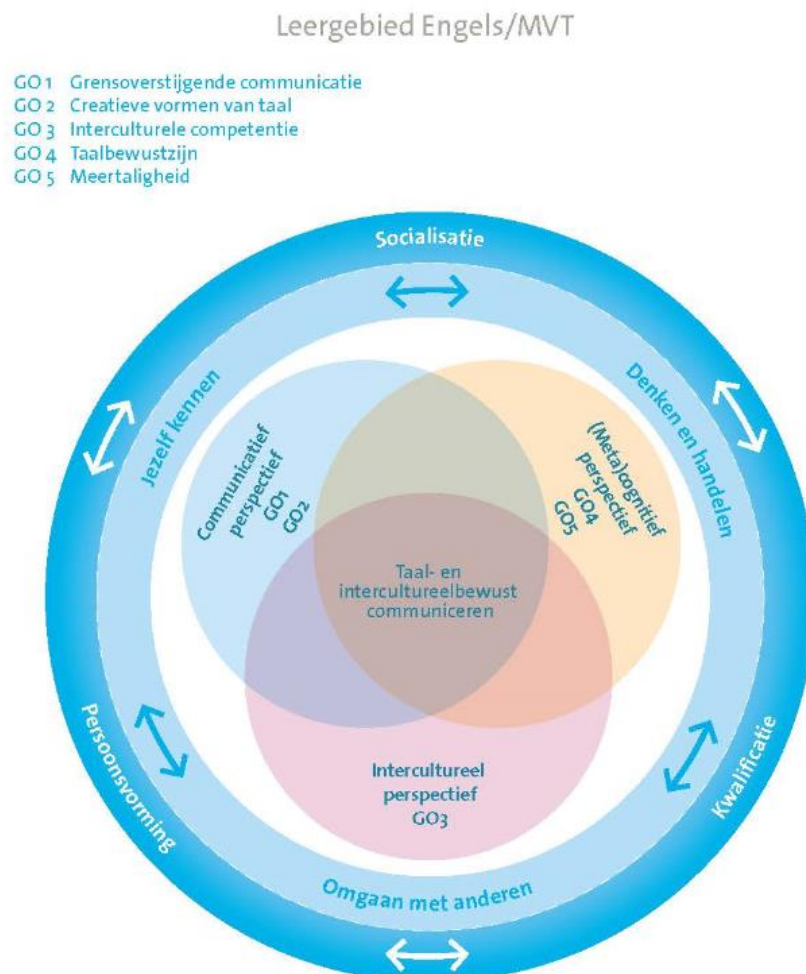 Leergebied Engels/MVT
GO 1 Grensoverstijgende communicatie
GO 2 Creatieve vormen van taal
GO 3 Interculturele competentie
GO 4 Taalbewustzijn
GO 5 Meertaligheid
Socialisatie
Jezelf kennen
Denken en handelen
Communicatief
perspectief
GO1
GO2
(Meta)cognitief
perspectief
GO4
GO5
Taal- en
intercultureelbewust
communiceren
Intercultureel
perspectief
GO3
Persoonsvorming
Kwalificatie
Omgaan met anderen